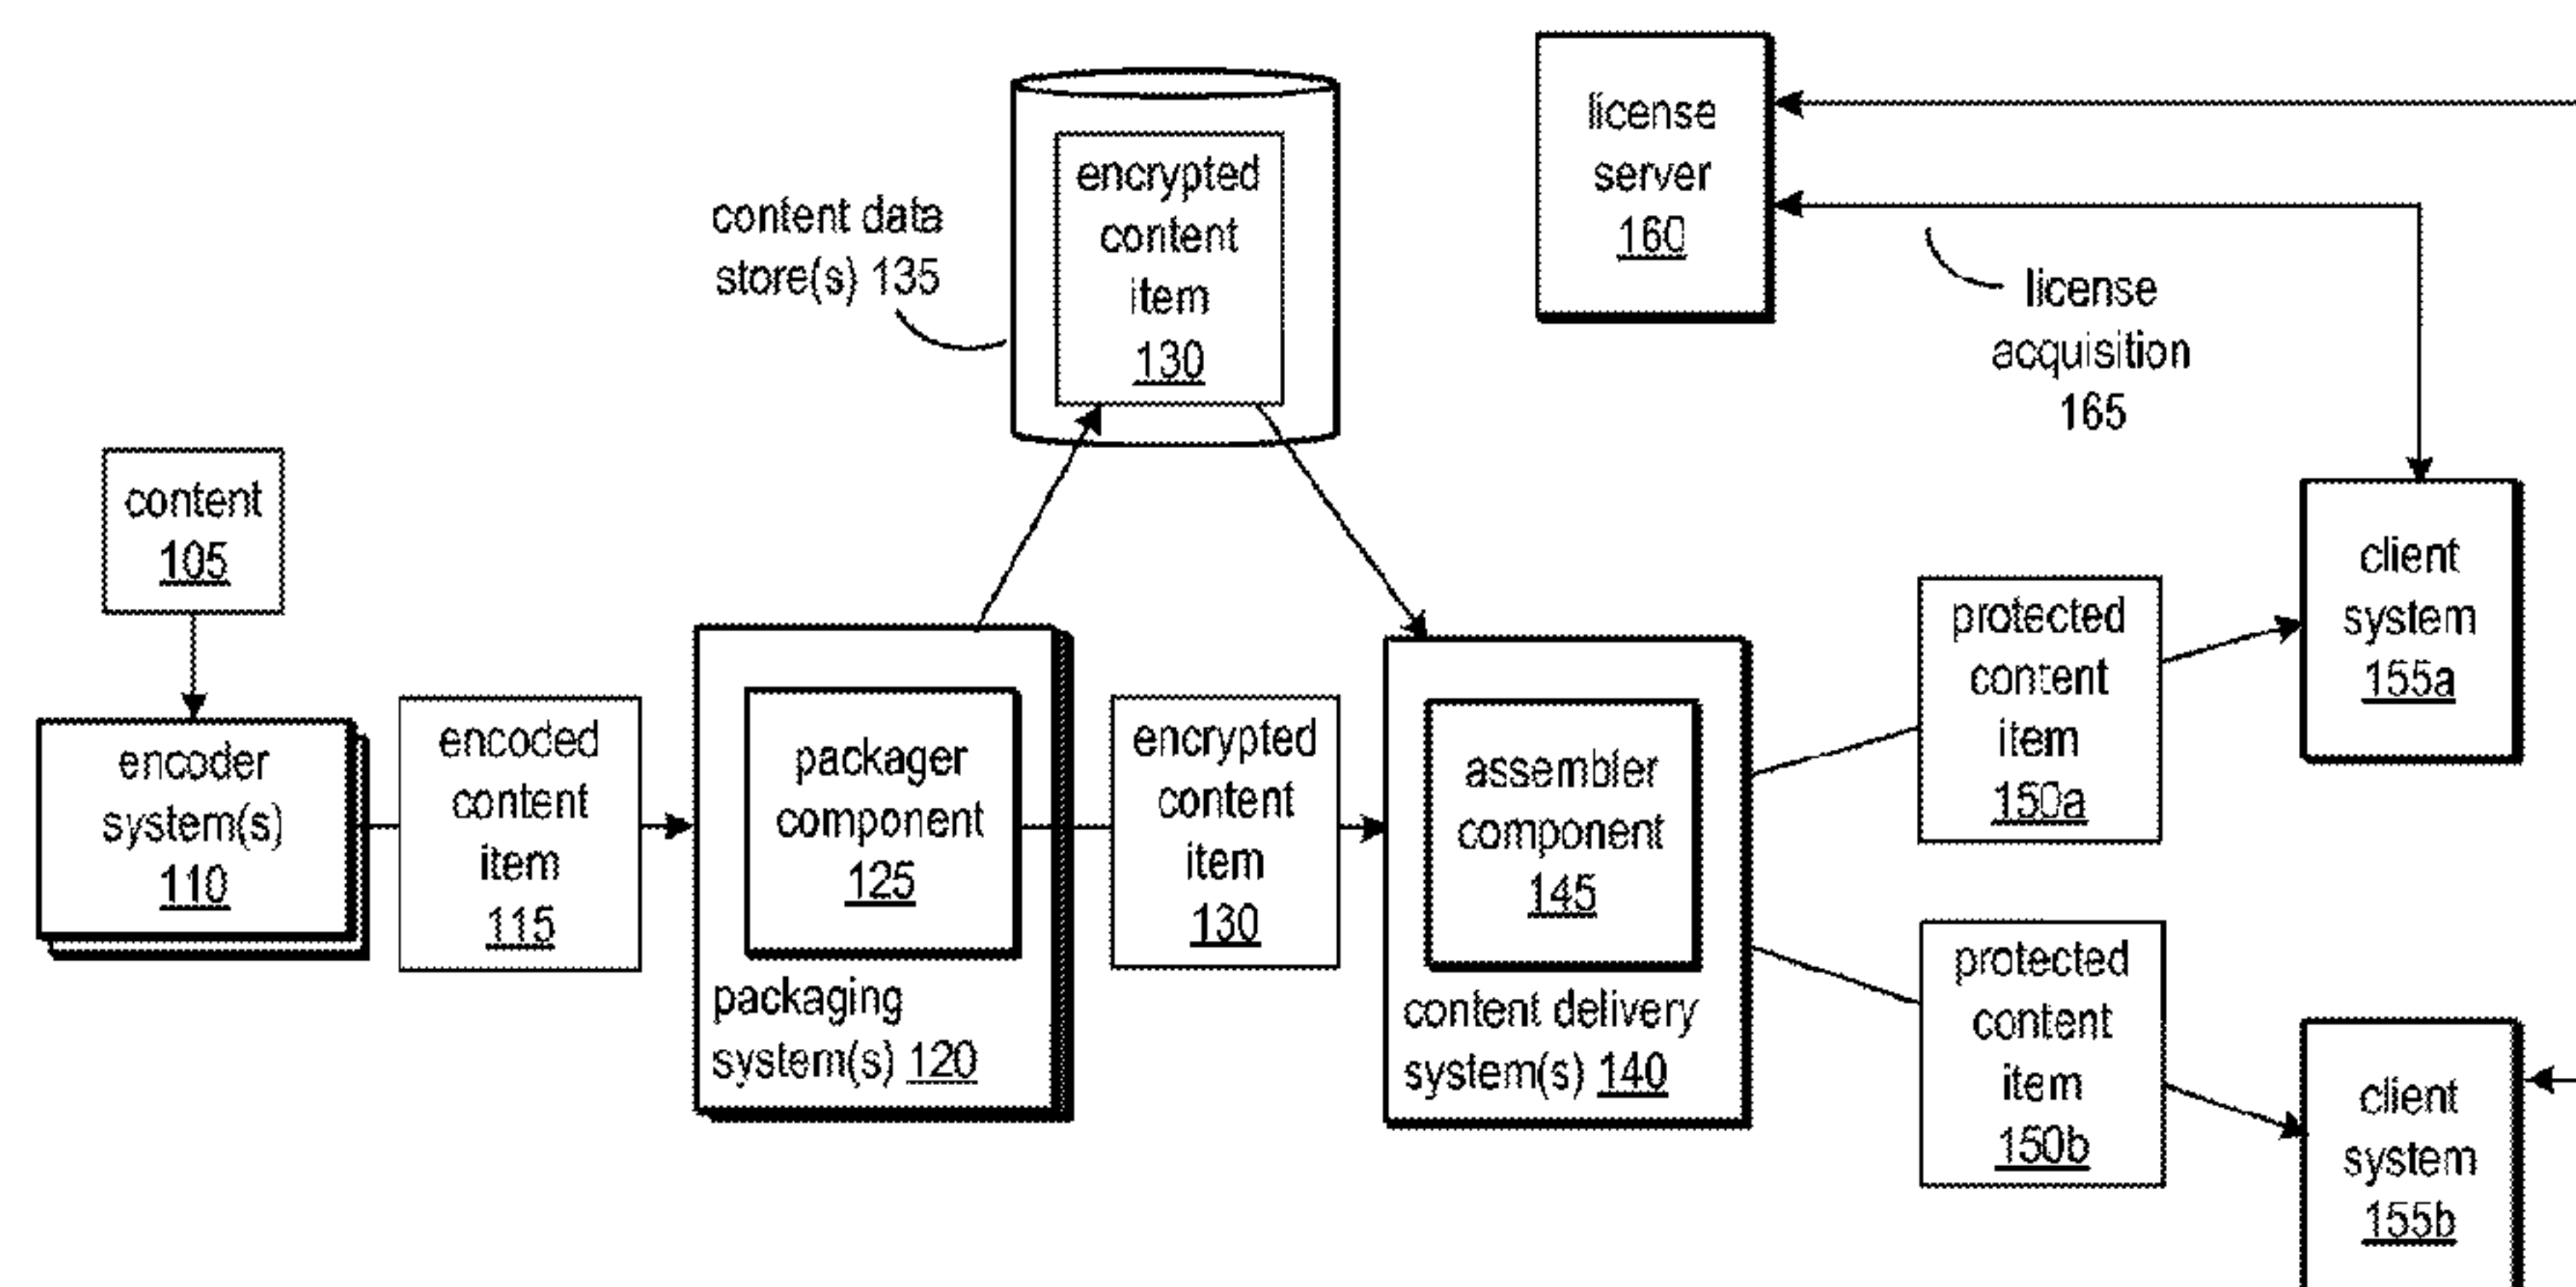 license
server
160
encrypted
content
item
130
content data
store(s) 135
license
acquisition
165
content
105
client
system
155a
protected
content
item
150a
encoder
system(s)
110
encoded
content
item
115
packager
component
125
packaging
system(s) 120
encrypted
content
item
130
assembler
component
145
content delivery
system(s) 140
protected
content
item
150b
client
system
155b